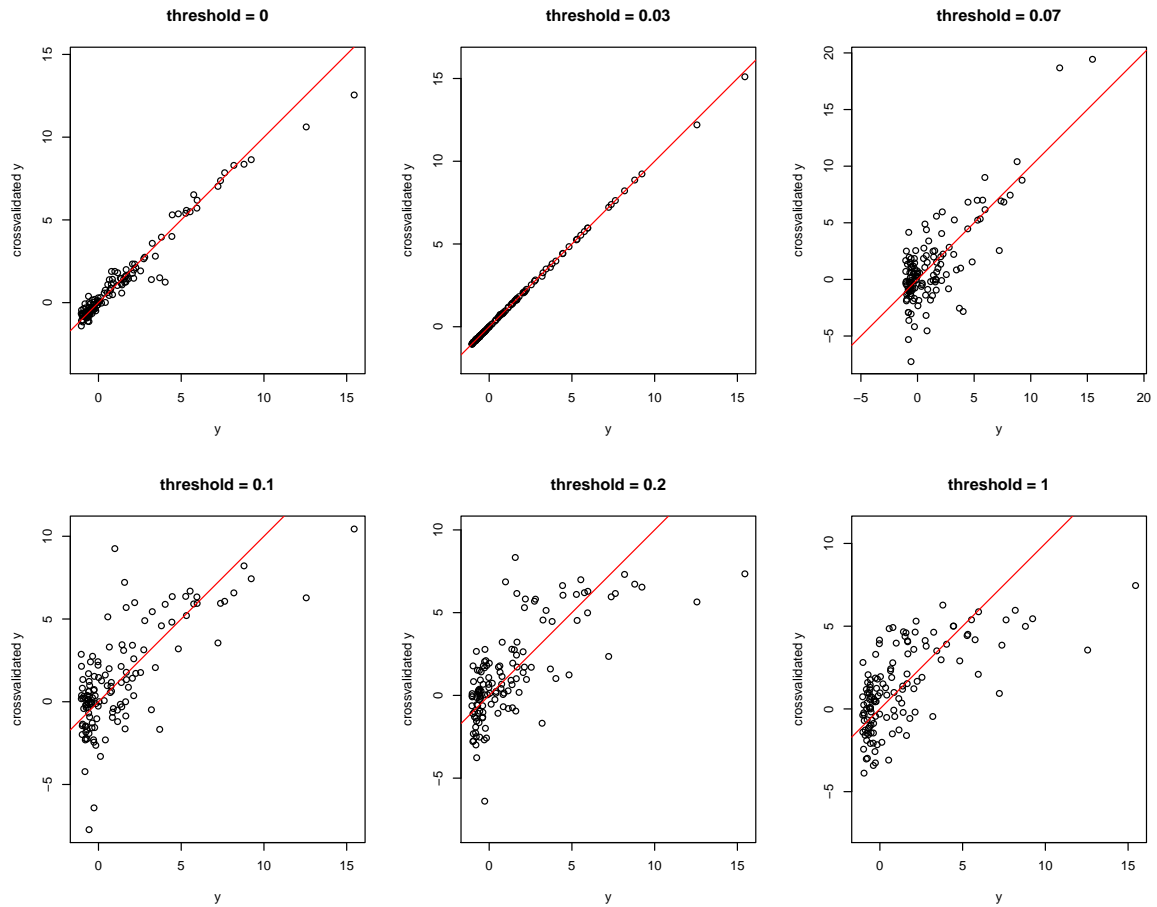 threshold = 0
threshold = 0.03
threshold = 0.07
crossvalidated y
0 5 10 15
0 5 10 15
y
crossvalidated y
0 5 10 15
0 5 10 15
y
crossvalidated y
−5 0 5 10 15 20
−5 0 5 10 15 20
y
threshold = 0.1
threshold = 0.2
threshold = 1
crossvalidated y
−5 0 5 10
0 5 10 15
y
crossvalidated y
−5 0 5 10
0 5 10 15
y
crossvalidated y
−5 0 5 10
0 5 10 15
y